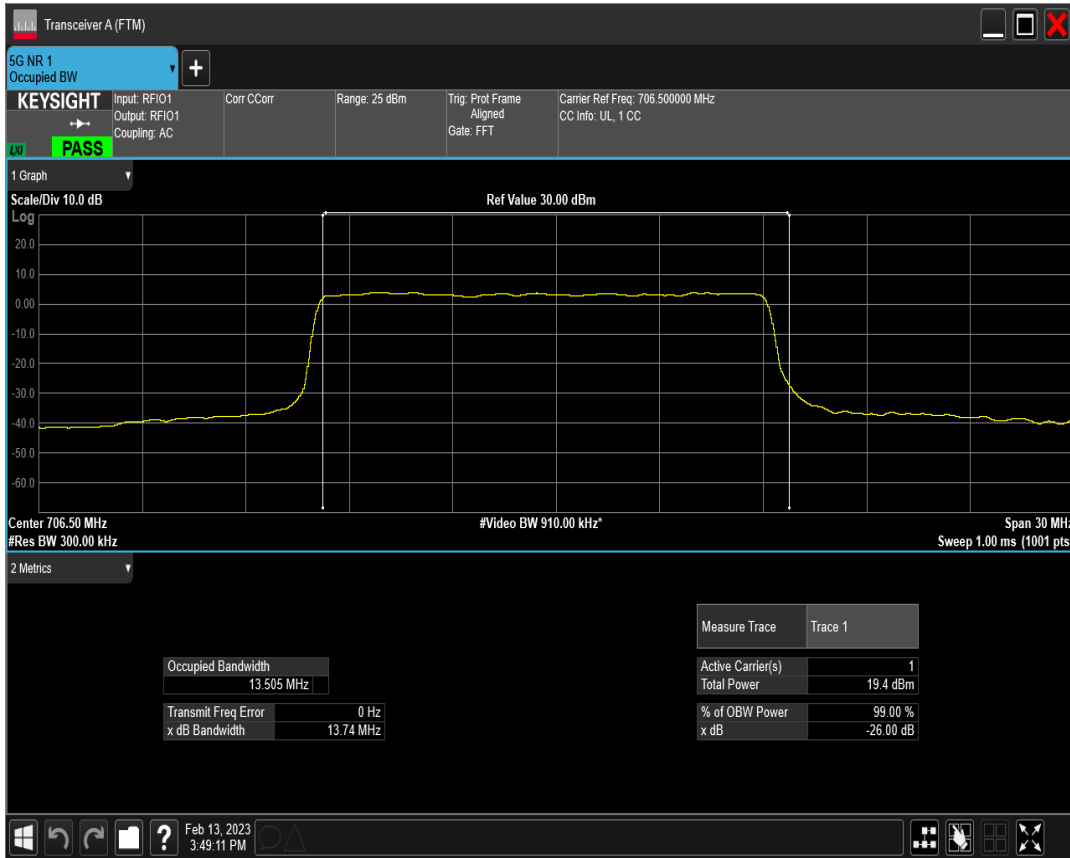 Transceiver A (FTM)
5G NR 1
Occupied BW
+
KEYSIGHT
LXI
PASS
Input: RFIO1
Output: RFIO1
Coupling: AC
Corr CCorr
Range: 25 dBm
Trig: Prot Frame
Aligned
Gate: FFT
Carrier Ref Freq: 706.500000 MHz
CC Info: UL, 1 CC
1 Graph
Scale/Div 10.0 dB
Ref Value 30.00 dBm
Log
20.0
10.0
0.00
-10.0
-20.0
-30.0
-40.0
-50.0
-60.0
Center 706.50 MHz
#Video BW 910.00 kHz*
Span 30 MHz
#Res BW 300.00 kHz
Sweep 1.00 ms (1001 pts
2 Metrics
Measure Trace Trace 1
Occupied Bandwidth
13.505 MHz
Active Carrier(s) 1
Total Power 19.4 dBm
Transmit Freq Error 0 Hz
x dB Bandwidth 13.74 MHz
% of OBW Power 99.00 %
x dB -26.00 dB
?
Feb 13, 2023
3:49:11 PM